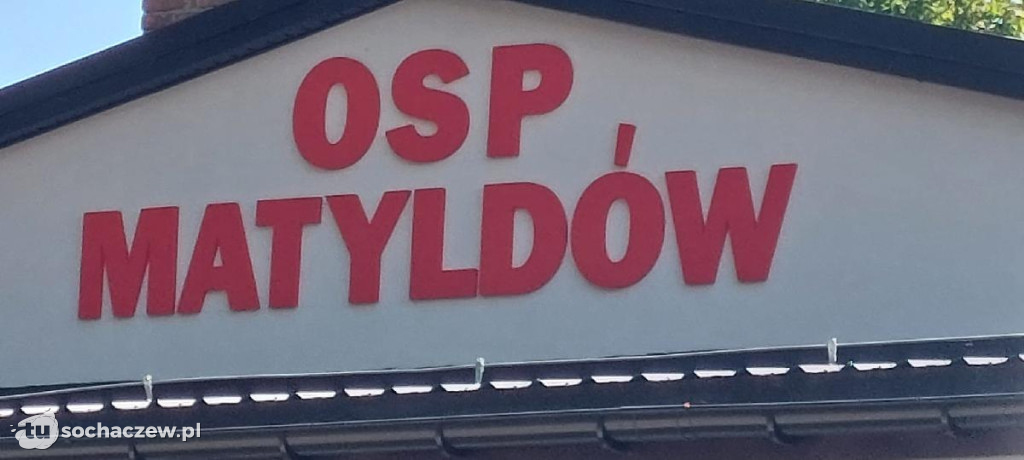 OSP
MATYLDÓW
tu sochaczew.pl